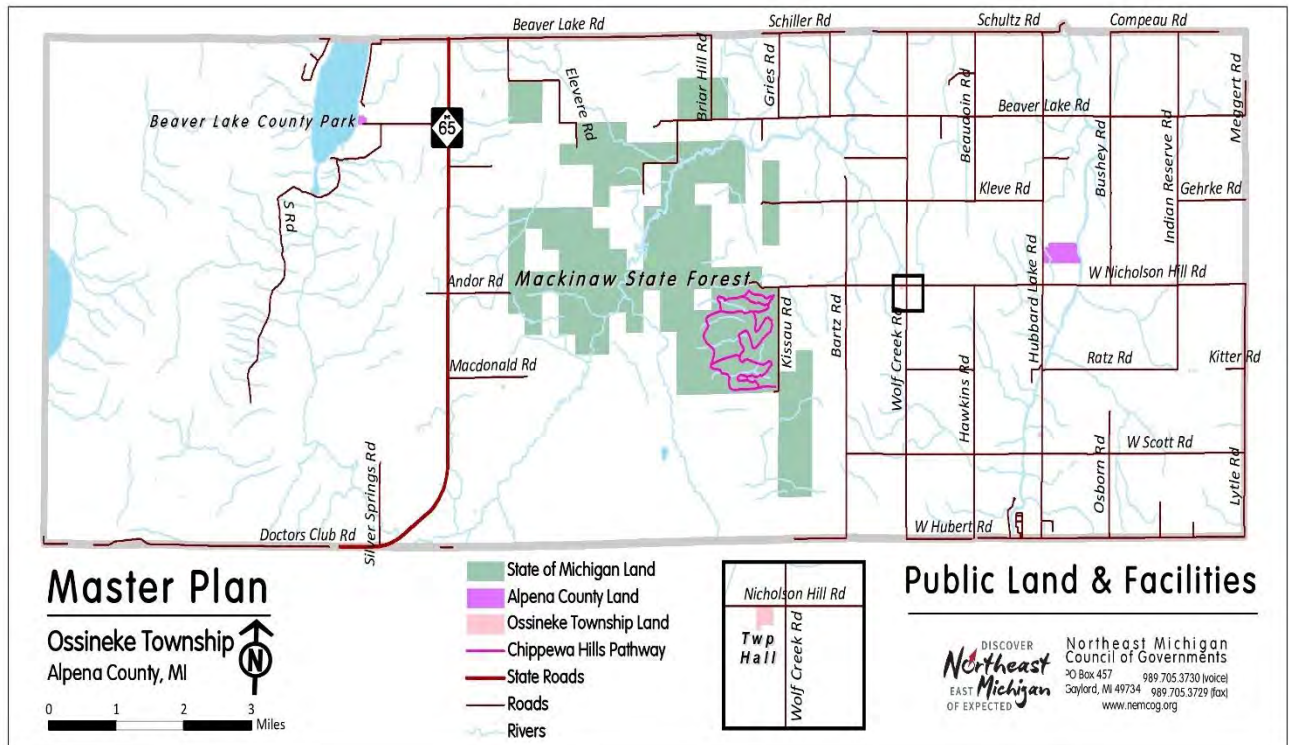 Beaver Lake Rd
Schiller Rd
Schultz Rd
Compeau Rd
Elevere Rd
Briar Hill Rd
Gries Rd
Beaudoin Rd
Meggert Rd
Beaver Lake County Park
M
65
Beaver Lake Rd
Bushey Rd
Indian Reserve Rd
Kleve Rd
Gehrke Rd
S Rd
Andor Rd
Mackinaw State Forest
W Nicholson Hill Rd
Kissau Rd
Bartz Rd
Wolf Creek Rd
Hubbard Lake Rd
Macdonald Rd
Hawkins Rd
Ratz Rd
Kitter Rd
Silver Springs Rd
Osborn Rd
W Scott Rd
Lytle Rd
Doctors Club Rd
W Hubert Rd
Master Plan
Ossineke Township
Alpena County, MI
N
0 1 2 3
Miles
State of Michigan Land
Alpena County Land
Ossineke Township Land
Chippewa Hills Pathway
State Roads
Roads
Rivers
Nicholson Hill Rd
Twp
Hall
Wolf Creek Rd
Public Land & Facilities
DISCOVER
Northeast
EAST Michigan
OF EXPECTED
Northeast Michigan
Council of Governments
PO Box 457 989.705.3730 (voice)
Gaylord, MI 49734 989.705.3729 (fax)
www.nemcog.org